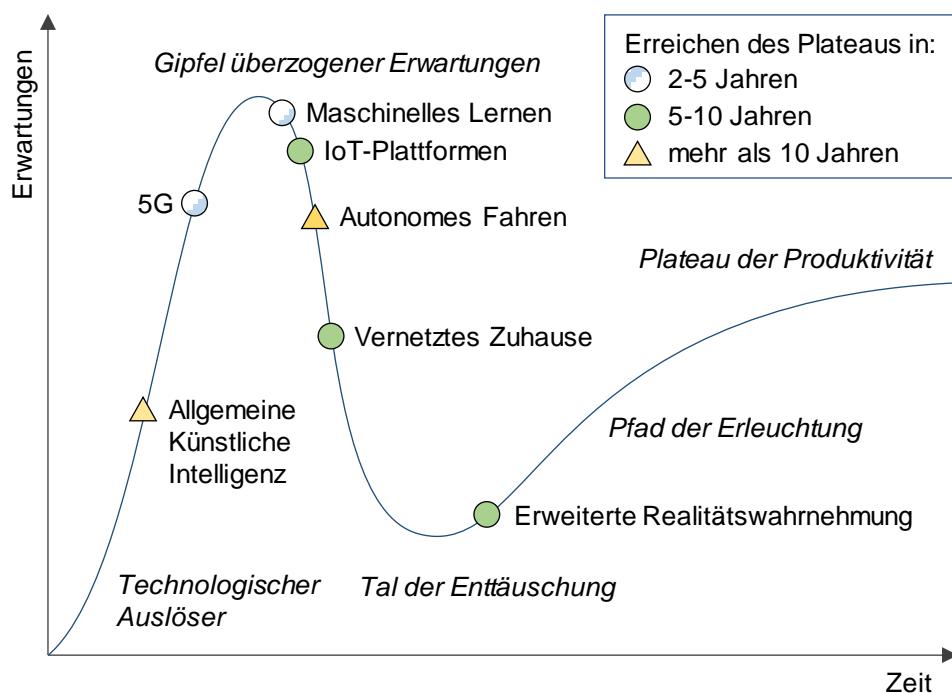 Erwartungen
Gipfel überzogener Erwartungen
Erreichen des Plateaus in:
2-5 Jahren
5-10 Jahren
mehr als 10 Jahren
Maschinelles Lernen
IoT-Plattformen
5G
Autonomes Fahren
Plateau der Produktivität
Vernetztes Zuhause
Allgemeine
Künstliche
Intelligenz
Pfad der Erleuchtung
Erweiterte Realitätswahrnehmung
Technologischer
Auslöser
Tal der Enttäuschung
Zeit